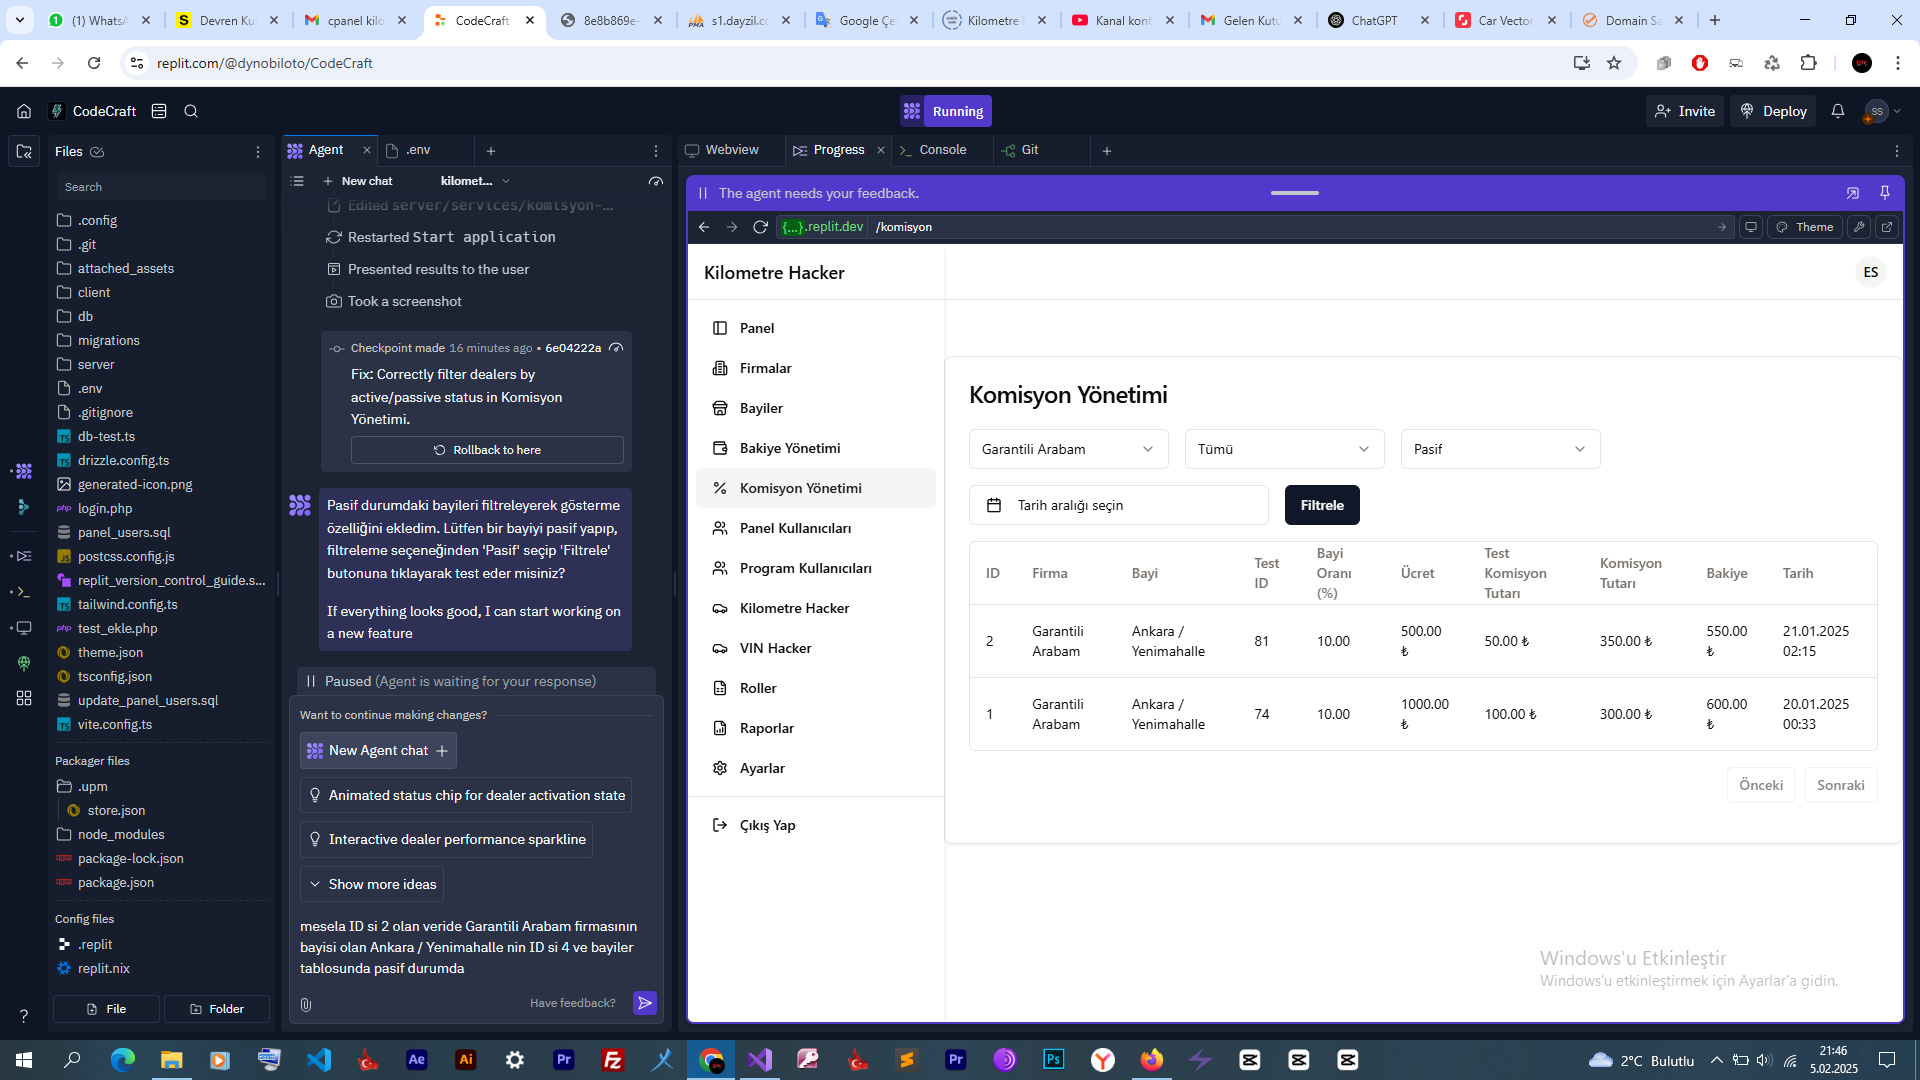 (1) WhatsA
Devren Ku
cpanel kilo
CodeCraft
8e8b869e-
s1.dayzil.co
Google Çe
Kilometre
Kanal kont
Gelen Kutu
ChatGPT
Car Vector
Domain Sa
replit.com/@dynobiloto/CodeCraft
CodeCraft
Running
Invite
Deploy
SS
Files
Search
.config
.git
attached_assets
client
db
migrations
server
.env
.gitignore
db-test.ts
drizzle.config.ts
generated-icon.png
login.php
panel_users.sql
postcss.config.js
replit_version_control_guide.s...
tailwind.config.ts
test_ekle.php
theme.json
tsconfig.json
update_panel_users.sql
vite.config.ts
Packager files
.upm
store.json
node_modules
package-lock.json
package.json
Config files
.replit
replit.nix
File
Folder
Agent
.env
New chat
kilomet...
Edited server/services/komisyon-...
Restarted Start application
Presented results to the user
Took a screenshot
Checkpoint made 16 minutes ago • 6e04222a
Fix: Correctly filter dealers by
active/passive status in Komisyon
Yönetimi.
Rollback to here
Pasif durumdaki bayileri filtreleyerek gösterme
özelliğini ekledim. Lütfen bir bayiyi pasif yapıp,
filtreleme seçeneğinden 'Pasif' seçip 'Filtrele'
butonuna tıklayarak test eder misiniz?
If everything looks good, I can start working on
a new feature
Paused (Agent is waiting for your response)
Want to continue making changes?
New Agent chat
Animated status chip for dealer activation state
Interactive dealer performance sparkline
Show more ideas
mesela ID si 2 olan veride Garantili Arabam firmasının
bayisi olan Ankara / Yenimahalle nin ID si 4 ve bayiler
tablosunda pasif durumda
Have feedback?
Webview
Progress
Console
Git
The agent needs your feedback.
{...}.replit.dev
/komisyon
Theme
Kilometre Hacker
ES
Panel
Firmalar
Bayiler
Bakiye Yönetimi
Komisyon Yönetimi
Panel Kullanıcıları
Program Kullanıcıları
Kilometre Hacker
VIN Hacker
Roller
Raporlar
Ayarlar
Çıkış Yap
Komisyon Yönetimi
Garantili Arabam
Tümü
Pasif
Tarih aralığı seçin
Filtrele
ID
Firma
Bayi
Test
ID
Bayi
Oranı
(%)
Ücret
Test
Komisyon
Tutarı
Komisyon
Tutarı
Bakiye
Tarih
2
Garantili
Arabam
Ankara /
Yenimahalle
81
10.00
500.00
₺
50.00 ₺
350.00 ₺
550.00
₺
21.01.2025
02:15
1
Garantili
Arabam
Ankara /
Yenimahalle
74
10.00
1000.00
₺
100.00 ₺
300.00 ₺
600.00
₺
20.01.2025
00:33
Önceki
Sonraki
Windows'u Etkinleştir
Windows'u etkinleştirmek için Ayarlar'a gidin.
2°C Bulutlu
21:46
5.02.2025